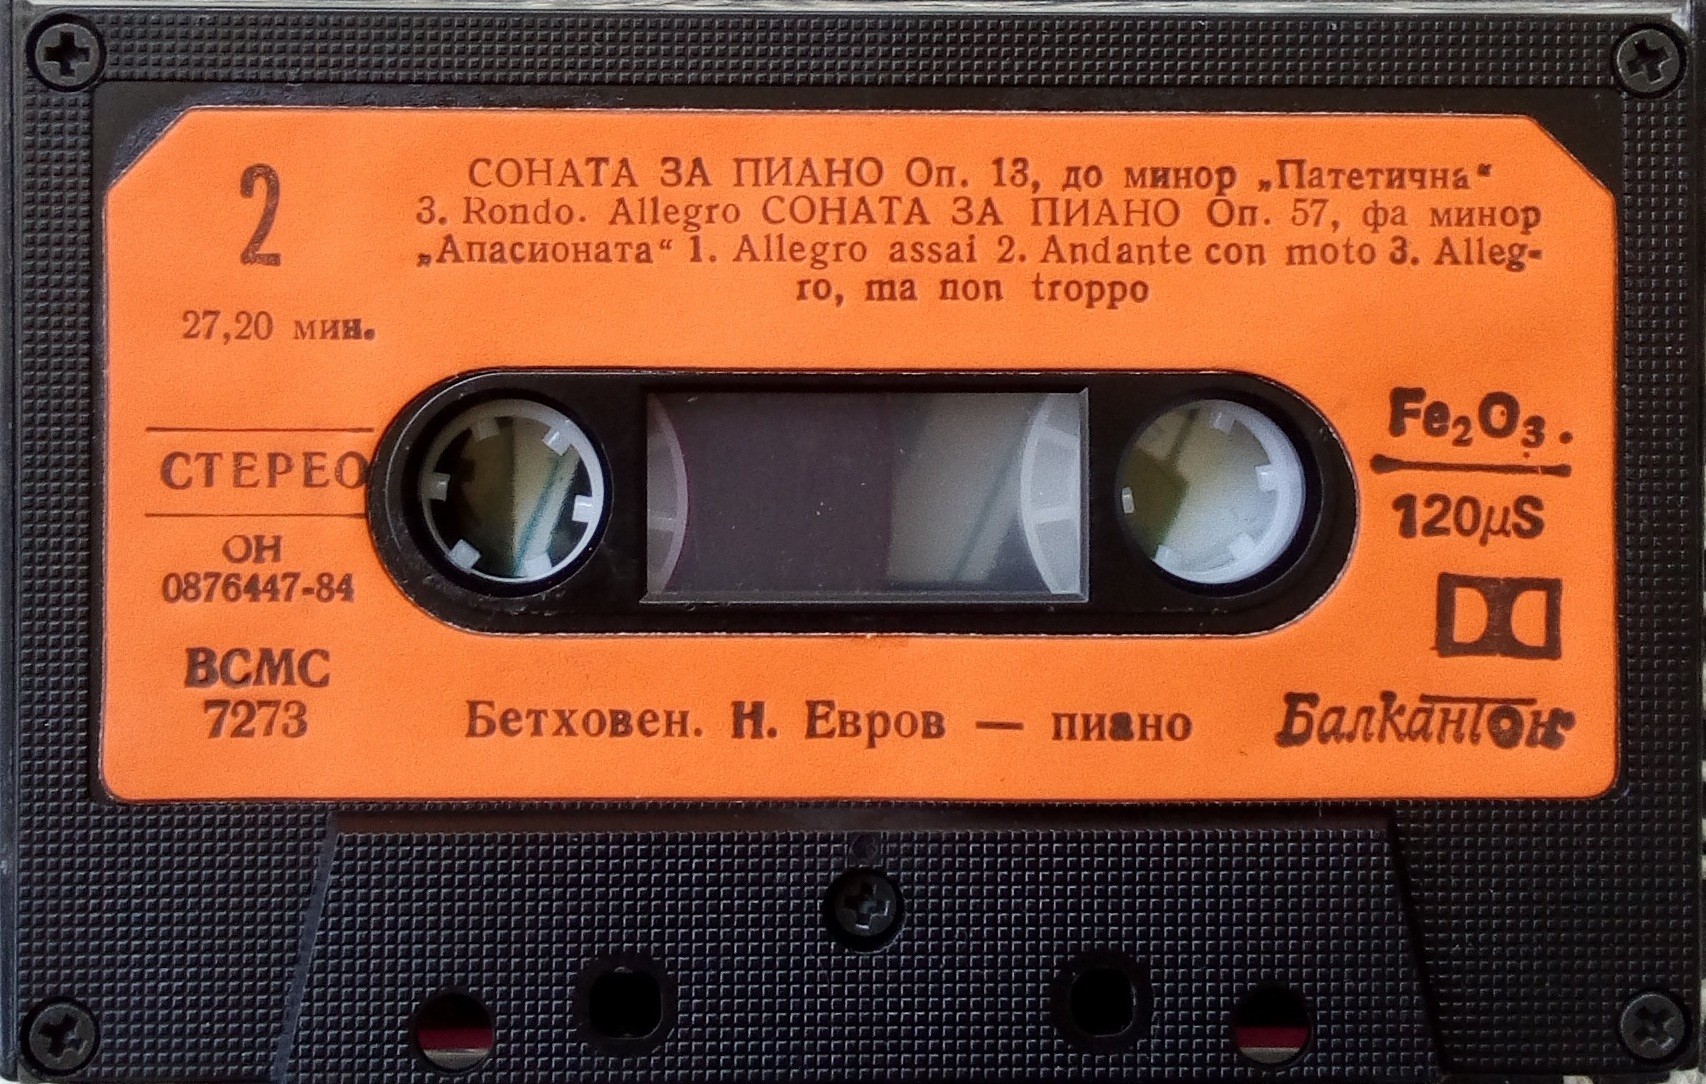 2
СОНАТА ЗА ПИАНО Оп. 13, до минор „Патетична“
3. Rondo. Allegro СОНАТА ЗА ПИАНО Оп. 57, фа минор
„Апасионата“ 1. Allegro assai 2. Andante con moto 3. Alleg-
ro, ma non troppo
27,20 мин.
СТЕРЕО
ОН
0876447-84
ВСМС
7273
Fe₂O₃.
120μS
Бетховен. Н. Евров — пиано
Балкантон